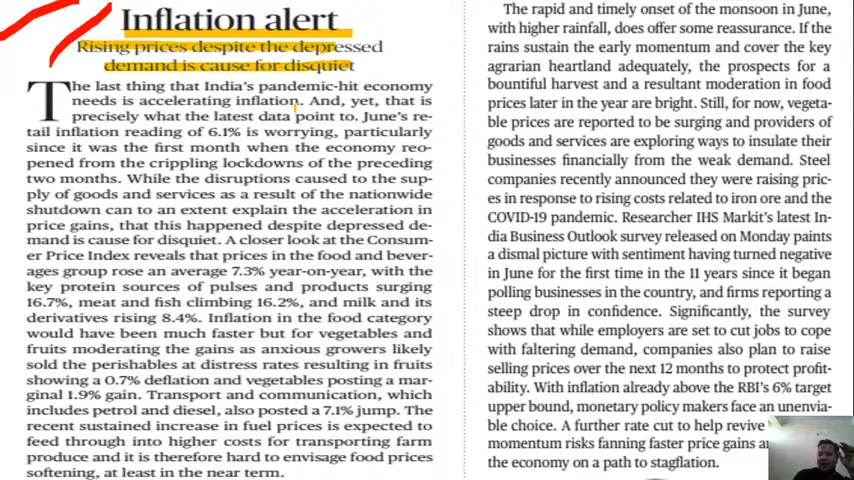 Inflation alert
Rising prices despite the depressed
demand is cause for disquiet
The last thing that India's pandemic-hit economy
needs is accelerating inflation. And, yet, that is
precisely what the latest data point to. June's re-
tail inflation reading of 6.1% is worrying, particularly
since it was the first month when the economy reo-
pened from the crippling lockdowns of the preceding
two months. While the disruptions caused to the sup-
ply of goods and services as a result of the nationwide
shutdown can to an extent explain the acceleration in
price gains, that this happened despite depressed de-
mand is cause for disquiet. A closer look at the Consum-
er Price Index reveals that prices in the food and bever-
ages group rose an average 7.3% year-on-year, with the
key protein sources of pulses and products surging
16.7%, meat and fish climbing 16.2%, and milk and its
derivatives rising 8.4%. Inflation in the food category
would have been much faster but for vegetables and
fruits moderating the gains as anxious growers likely
sold the perishables at distress rates resulting in fruits
showing a 0.7% deflation and vegetables posting a mar-
ginal 1.9% gain. Transport and communication, which
includes petrol and diesel, also posted a 7.1% jump. The
recent sustained increase in fuel prices is expected to
feed through into higher costs for transporting farm
produce and it is therefore hard to envisage food prices
softening, at least in the near term.
The rapid and timely onset of the monsoon in June,
with higher rainfall, does offer some reassurance. If the
rains sustain the early momentum and cover the key
agrarian heartland adequately, the prospects for a
bountiful harvest and a resultant moderation in food
prices later in the year are bright. Still, for now, vegeta-
ble prices are reported to be surging and providers of
goods and services are exploring ways to insulate their
businesses financially from the weak demand. Steel
companies recently announced they were raising pric-
es in response to rising costs related to iron ore and the
COVID-19 pandemic. Researcher IHS Markit's latest In-
dia Business Outlook survey released on Monday paints
a dismal picture with sentiment having turned negative
in June for the first time in the 11 years since it began
polling businesses in the country, and firms reporting a
steep drop in confidence. Significantly, the survey
shows that while employers are set to cut jobs to cope
with faltering demand, companies also plan to raise
selling prices over the next 12 months to protect profit-
ability. With inflation already above the RBI's 6% target
upper bound, monetary policy makers face an unenvia-
ble choice. A further rate cut to help revive
momentum risks fanning faster price gains
the economy on a path to stagflation.